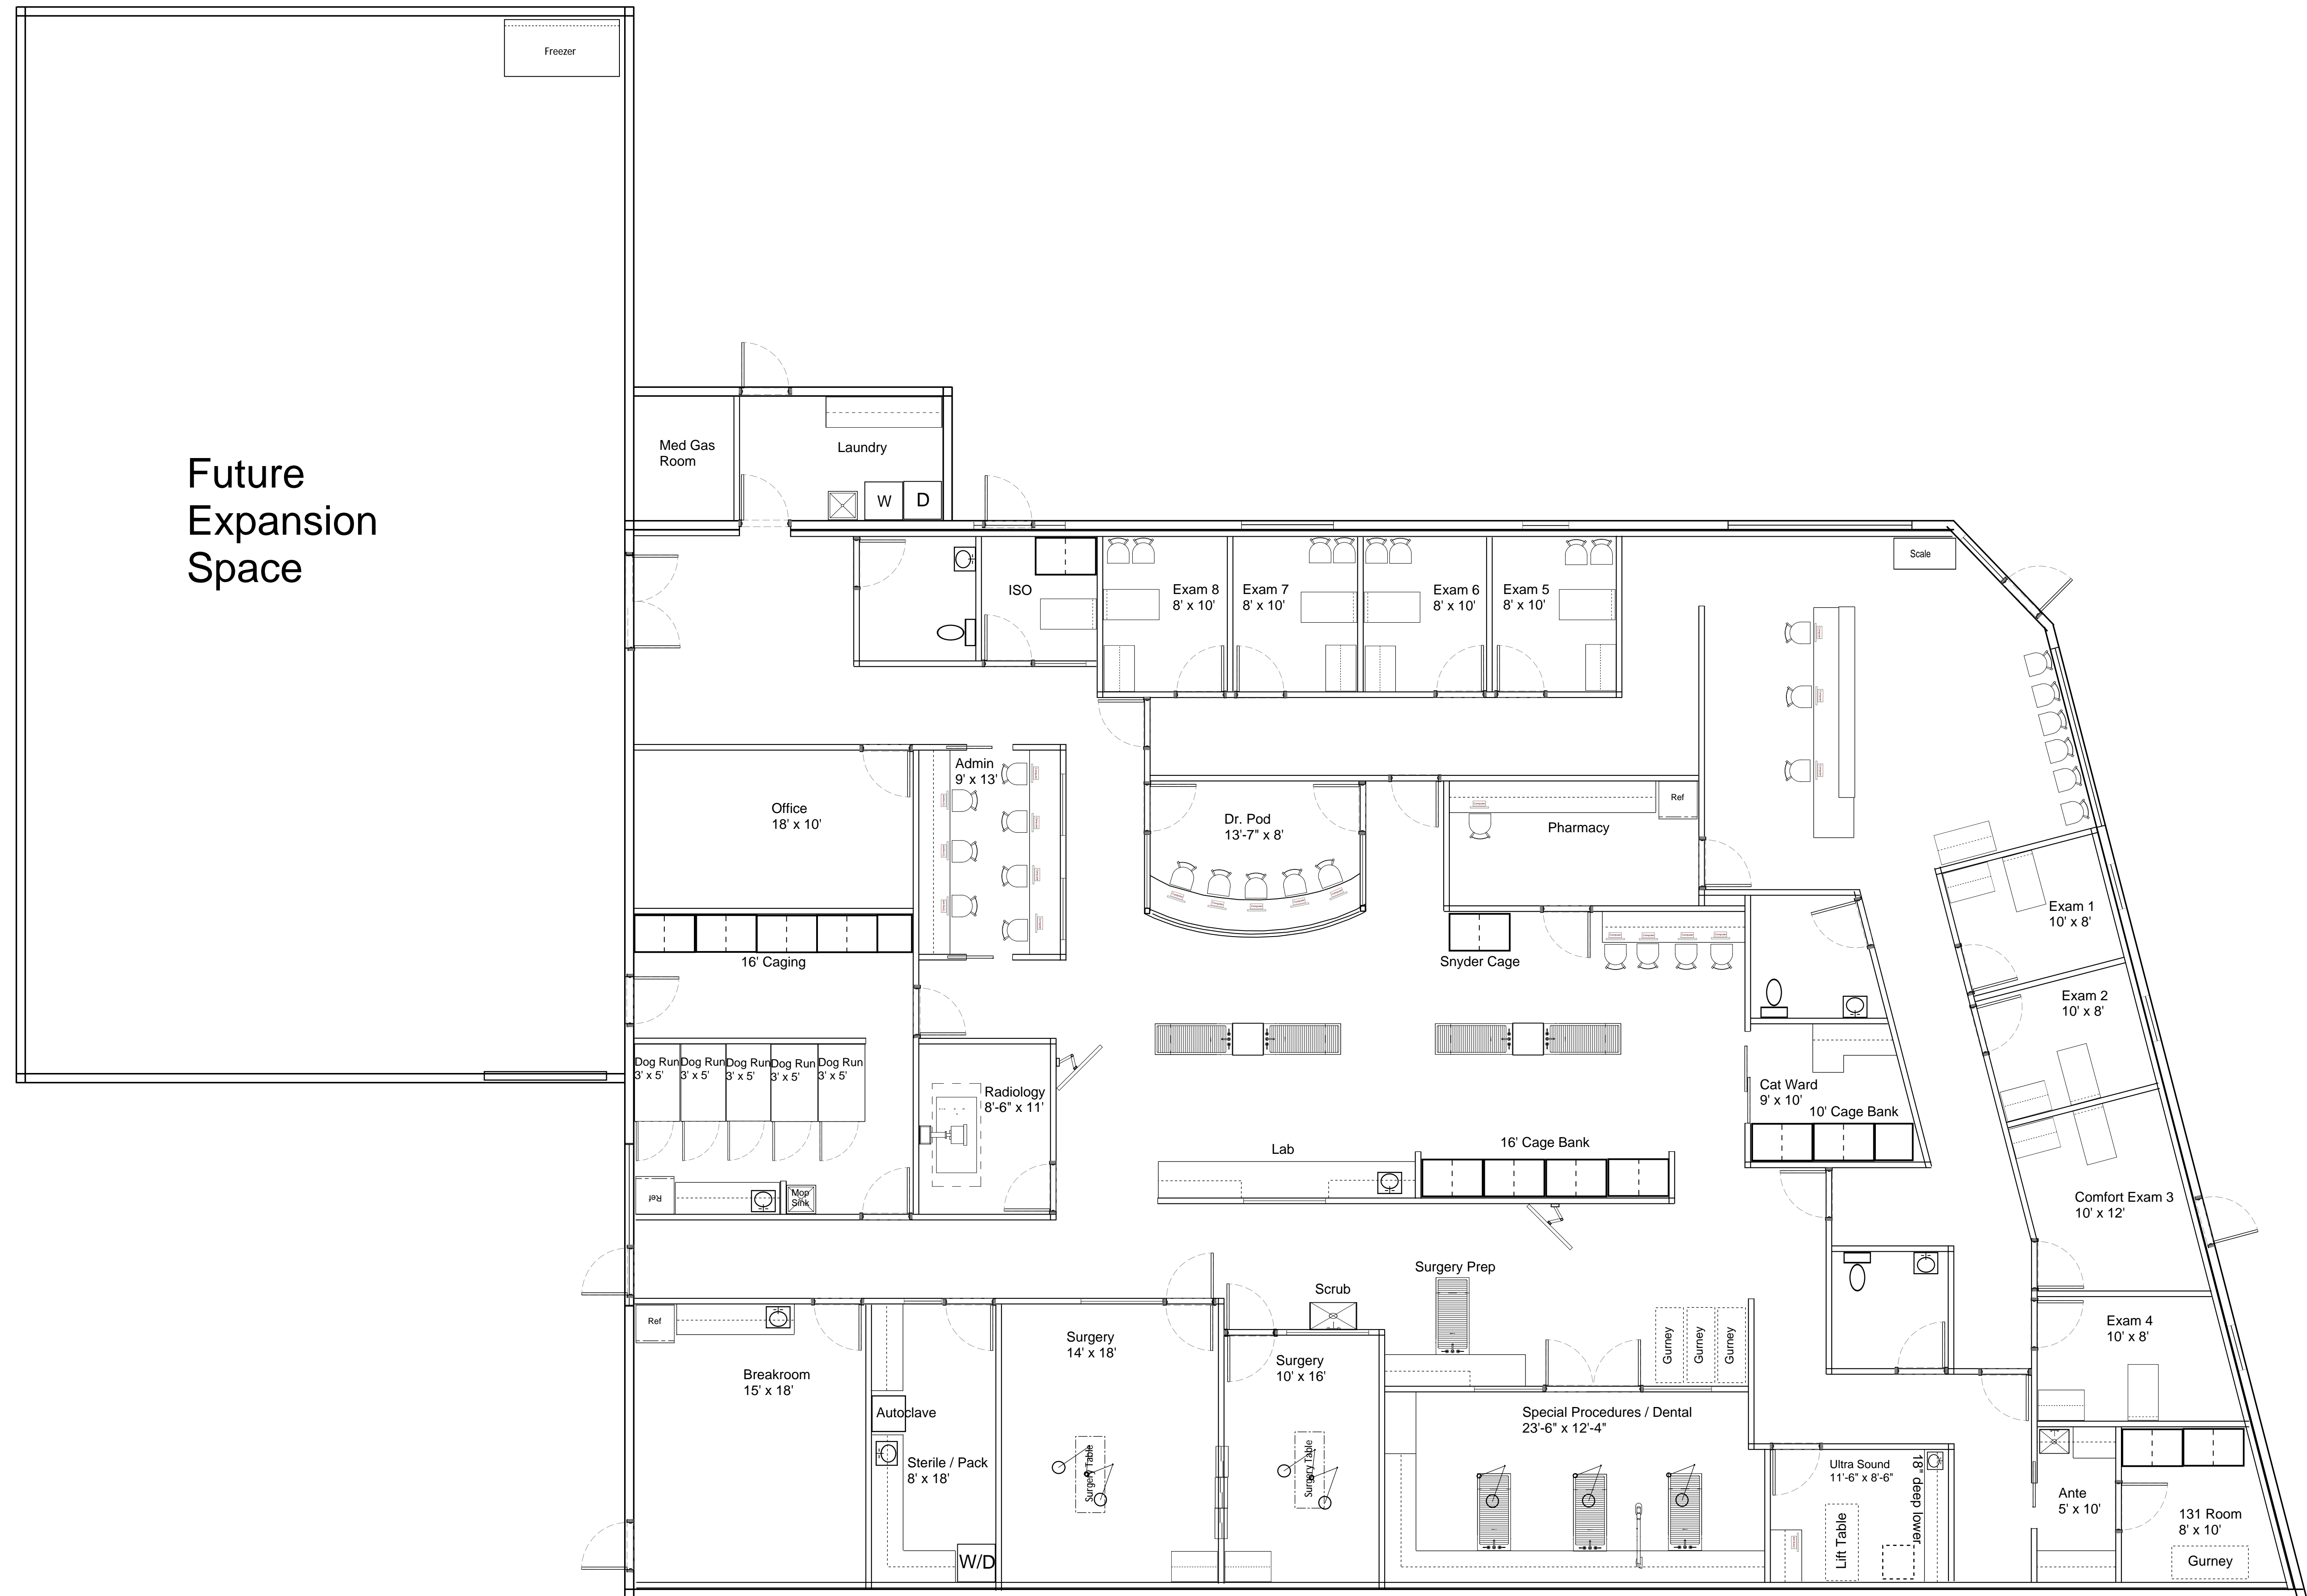 Freezer
Future
Expansion
Space
Med Gas
Room
Laundry
W
D
ISO
Exam 8
8' x 10'
Exam 7
8' x 10'
Exam 6
8' x 10'
Exam 5
8' x 10'
Scale
Admin
9' x 13'
Office
18' x 10'
Dr. Pod
13'-7" x 8'
Pharmacy
Ref
Exam 1
10' x 8'
16' Caging
Snyder Cage
Exam 2
10' x 8'
Dog Run
3' x 5'
Dog Run
3' x 5'
Dog Run
3' x 5'
Dog Run
3' x 5'
Dog Run
3' x 5'
Radiology
8'-6" x 11'
Cat Ward
9' x 10'
10' Cage Bank
Lab
16' Cage Bank
Ref
Mop
Sink
Comfort Exam 3
10' x 12'
Surgery Prep
Scrub
Ref
Surgery
14' x 18'
Gurney
Gurney
Gurney
Exam 4
10' x 8'
Breakroom
15' x 18'
Surgery
10' x 16'
Autoclave
Special Procedures / Dental
23'-6" x 12'-4"
Sterile / Pack
8' x 18'
Surgery Table
Surgery Table
Ultra Sound
11'-6" x 8'-6"
18" deep lower
Ante
5' x 10'
131 Room
8' x 10'
Lift Table
W/D
Gurney